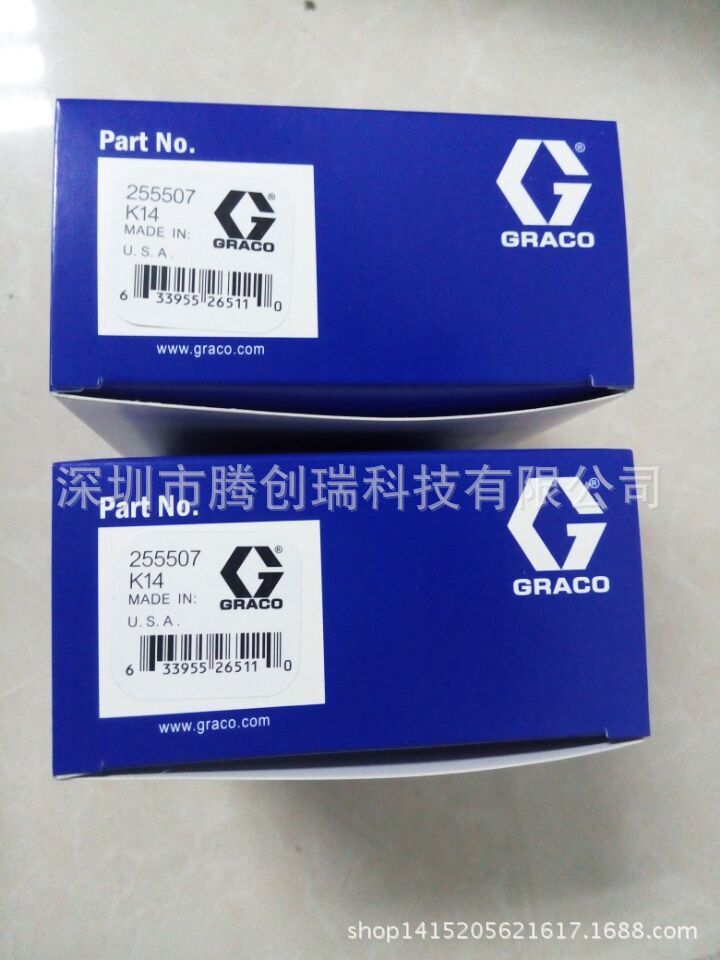 Part No.
255507
K14
MADE IN:
U.S.A.
®
GRACO
6 33955 26511 0
www.graco.com
®
GRACO
深圳市腾创瑞科技有限公司
Part No.
255507
K14
MADE IN:
U.S.A.
®
GRACO
6 33955 26511 0
www.graco.com
®
GRACO
shop1415205621617.1688.com